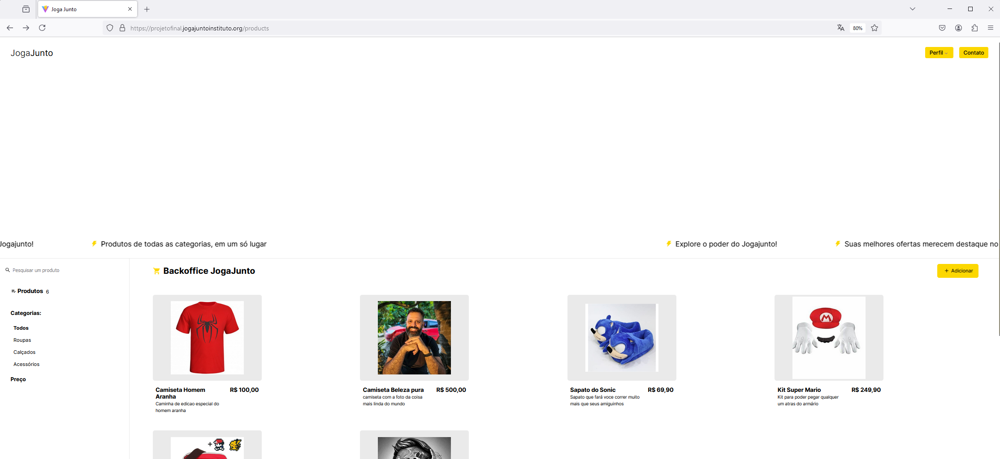 Joga Junto
https://projetofinal.jogajuntoinstituto.org/products
80%
JogaJunto
Perfil
Contato
Jogajunto!
Produtos de todas as categorias, em um só lugar
Explore o poder do Jogajunto!
Suas melhores ofertas merecem destaque no
Pesquisar um produto
Backoffice JogaJunto
+ Adicionar
Produtos 6
Categorias:
Todos
Roupas
Calçados
Acessórios
Preço
Camiseta Homem
Aranha
R$ 100,00
Caminha de edicao especial do
homem aranha
Camiseta Beleza pura
R$ 500,00
camiseta com a foto da coisa
mais linda do mundo
Sapato do Sonic
R$ 69,90
Sapato que fará voce correr muito
mais que seus amiguinhos
Kit Super Mario
R$ 249,90
Kit para poder pegar qualquer
um atras do armário
M
+